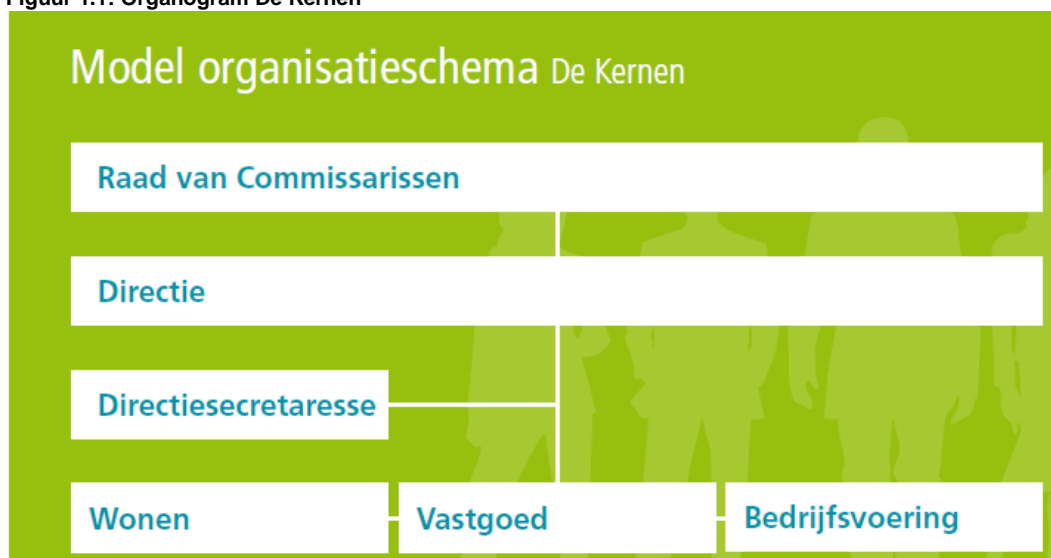 Figuur 1.1: Organogram De Kernen
Model organisatieschema De Kernen
Raad van Commissarissen
Directie
Directiesecretaresse
Wonen
Vastgoed
Bedrijfsvoering